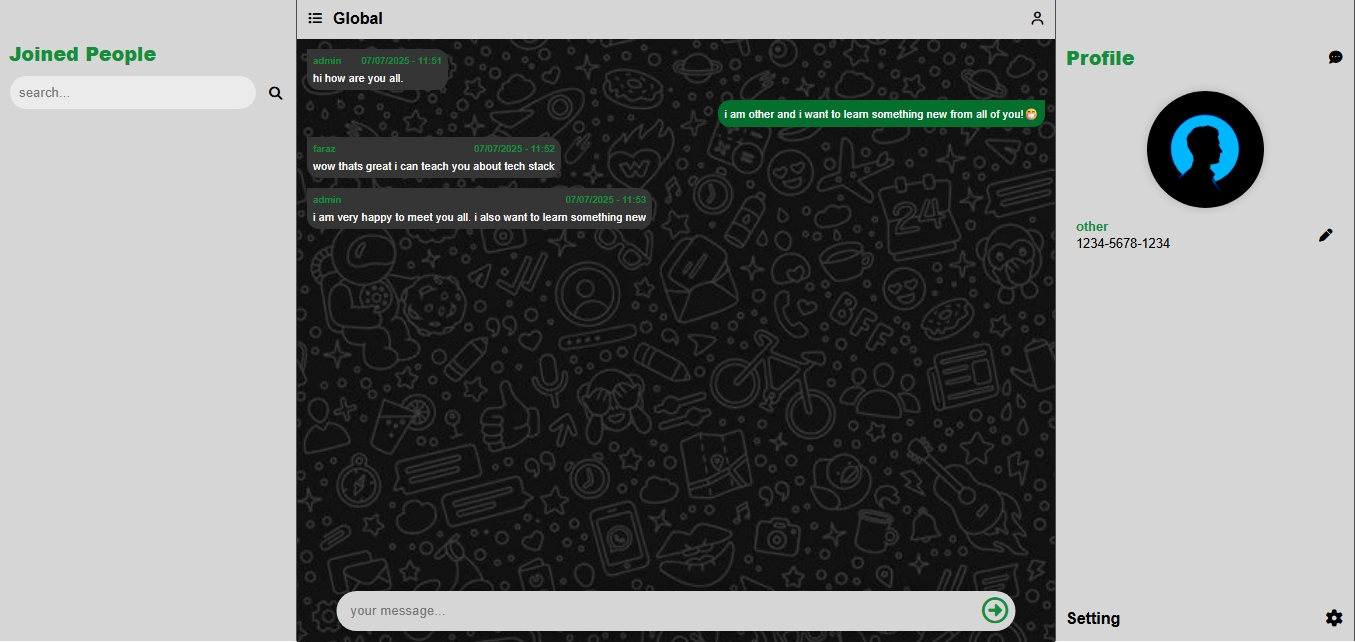 Joined People
search...
Global
admin 07/07/2025 - 11:51
hi how are you all.
i am other and i want to learn something new from all of you!😁
faraz 07/07/2025 - 11:52
wow thats great i can teach you about tech stack
admin 07/07/2025 - 11:53
i am very happy to meet you all. i also want to learn something new
24
BFF
your message...
Profile
other
1234-5678-1234
Setting